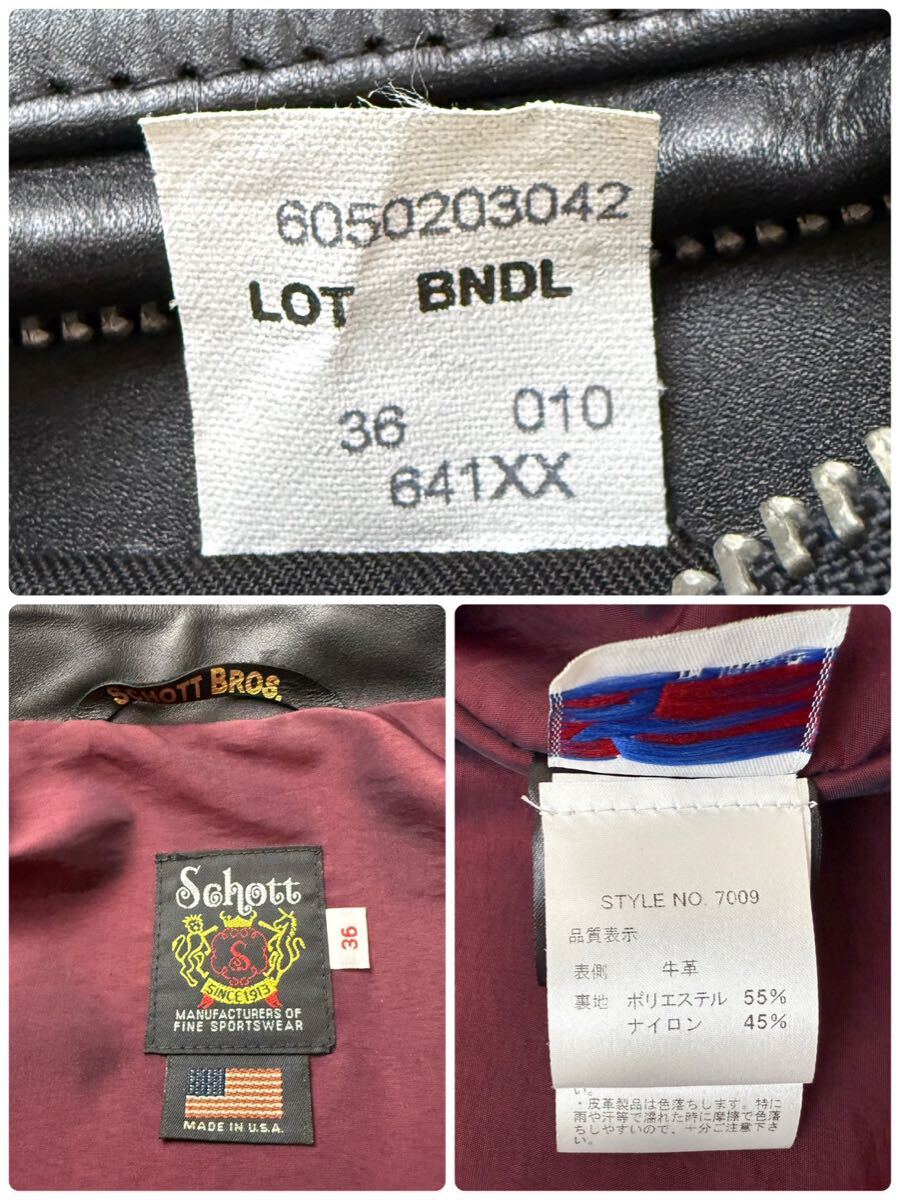 6050203042
LOT BNDL
36 010
641XX
SCHOTT BROS.
Schott
S
SINCE 1913
MANUFACTURERS OF
FINE SPORTSWEAR
36
MADE IN U.S.A.
STYLE NO. 7009
品質表示
表側 牛革
裏地 ポリエステル 55%
ナイロン 45%
い。
・皮革製品は色落ちします。特に
雨や汗等で濡れた時に摩擦で色落
ちしやすいので、十分ご注意下さ
い。